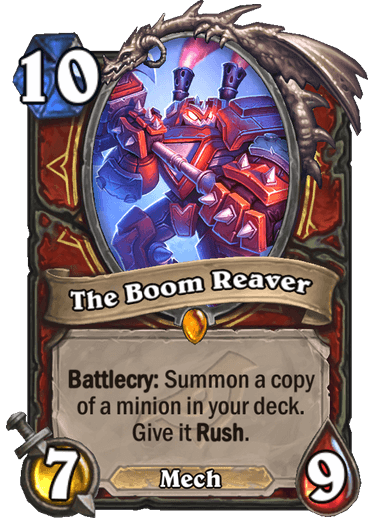 10
The Boom Reaver
Battlecry: Summon a copy
of a minion in your deck.
Give it Rush.
7
Mech
9